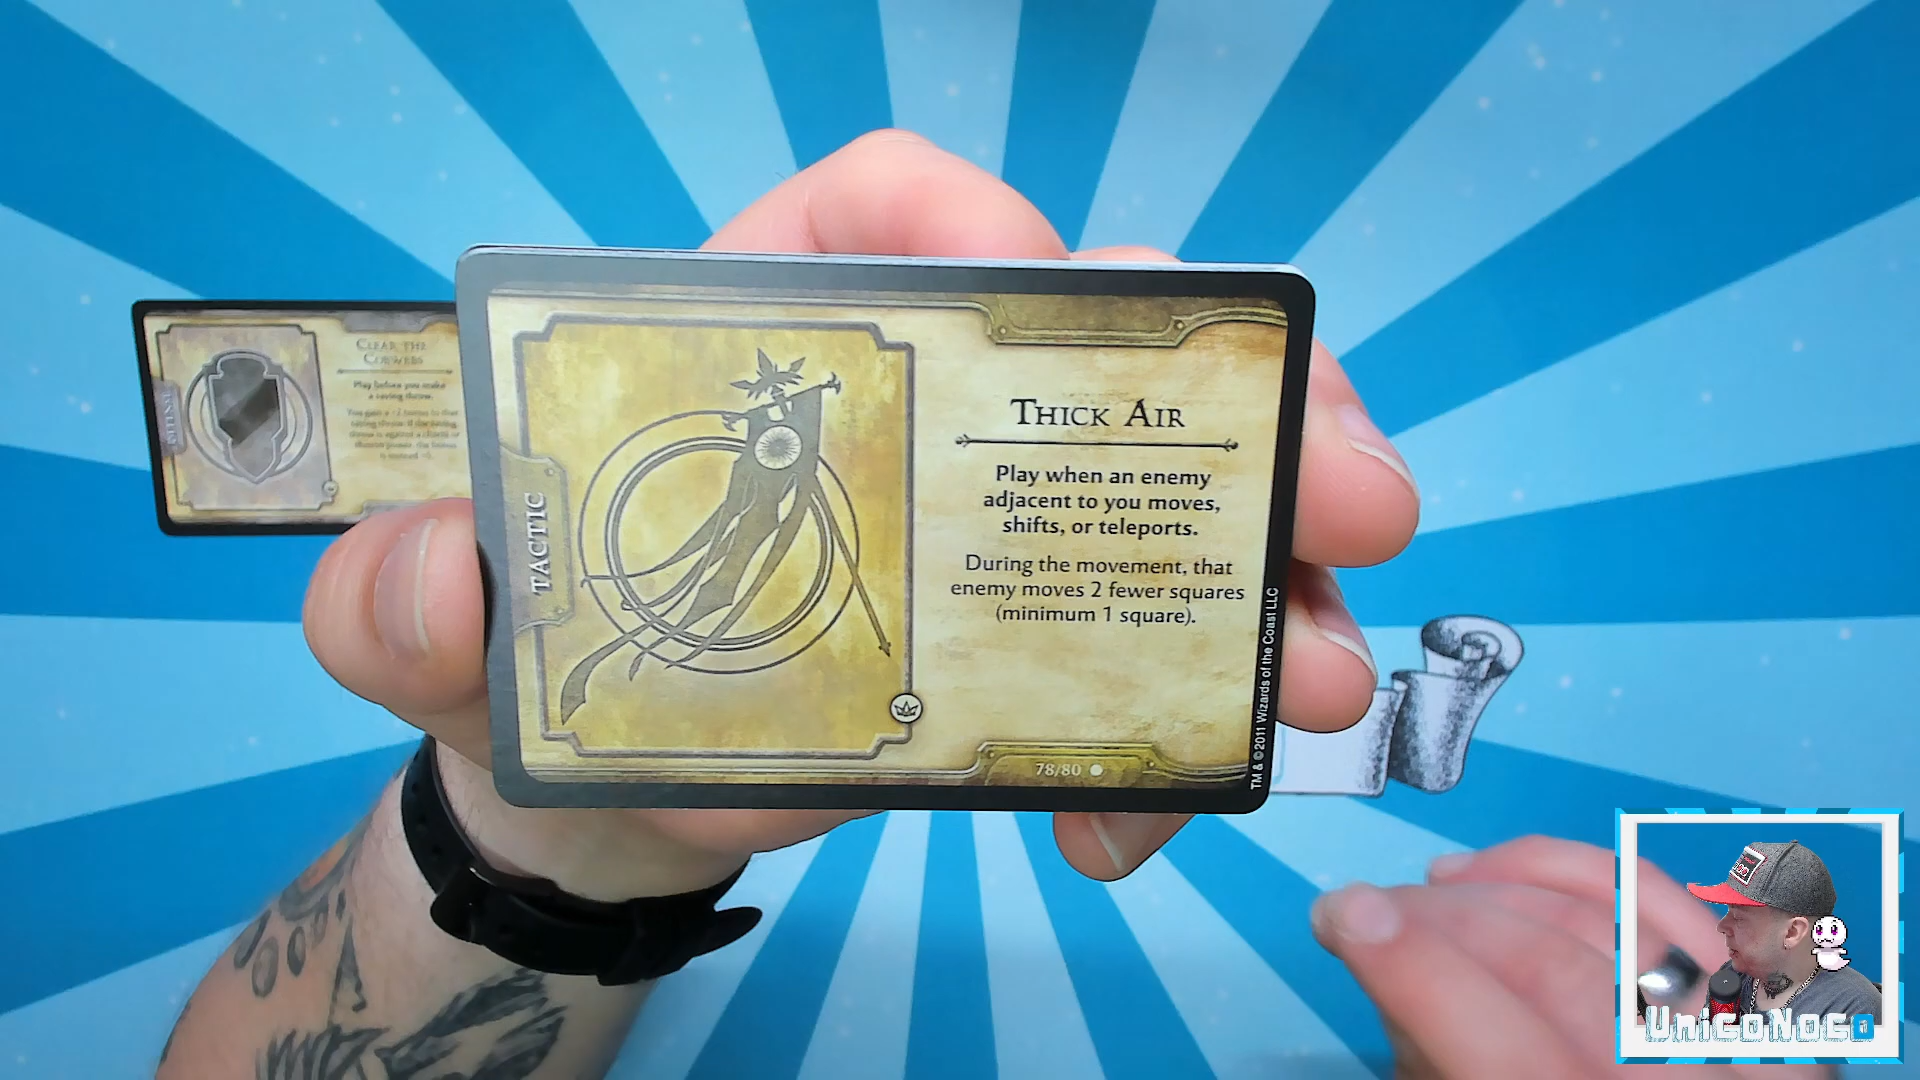 CLEAR THE
COBWEBS
Play before you make
a saving throw.
TACTIC
THICK AIR
Play when an enemy
adjacent to you moves,
shifts, or teleports.
During the movement, that
enemy moves 2 fewer squares
(minimum 1 square).
78/80
TM & ©2011 Wizards of the Coast LLC
UnicoNoco